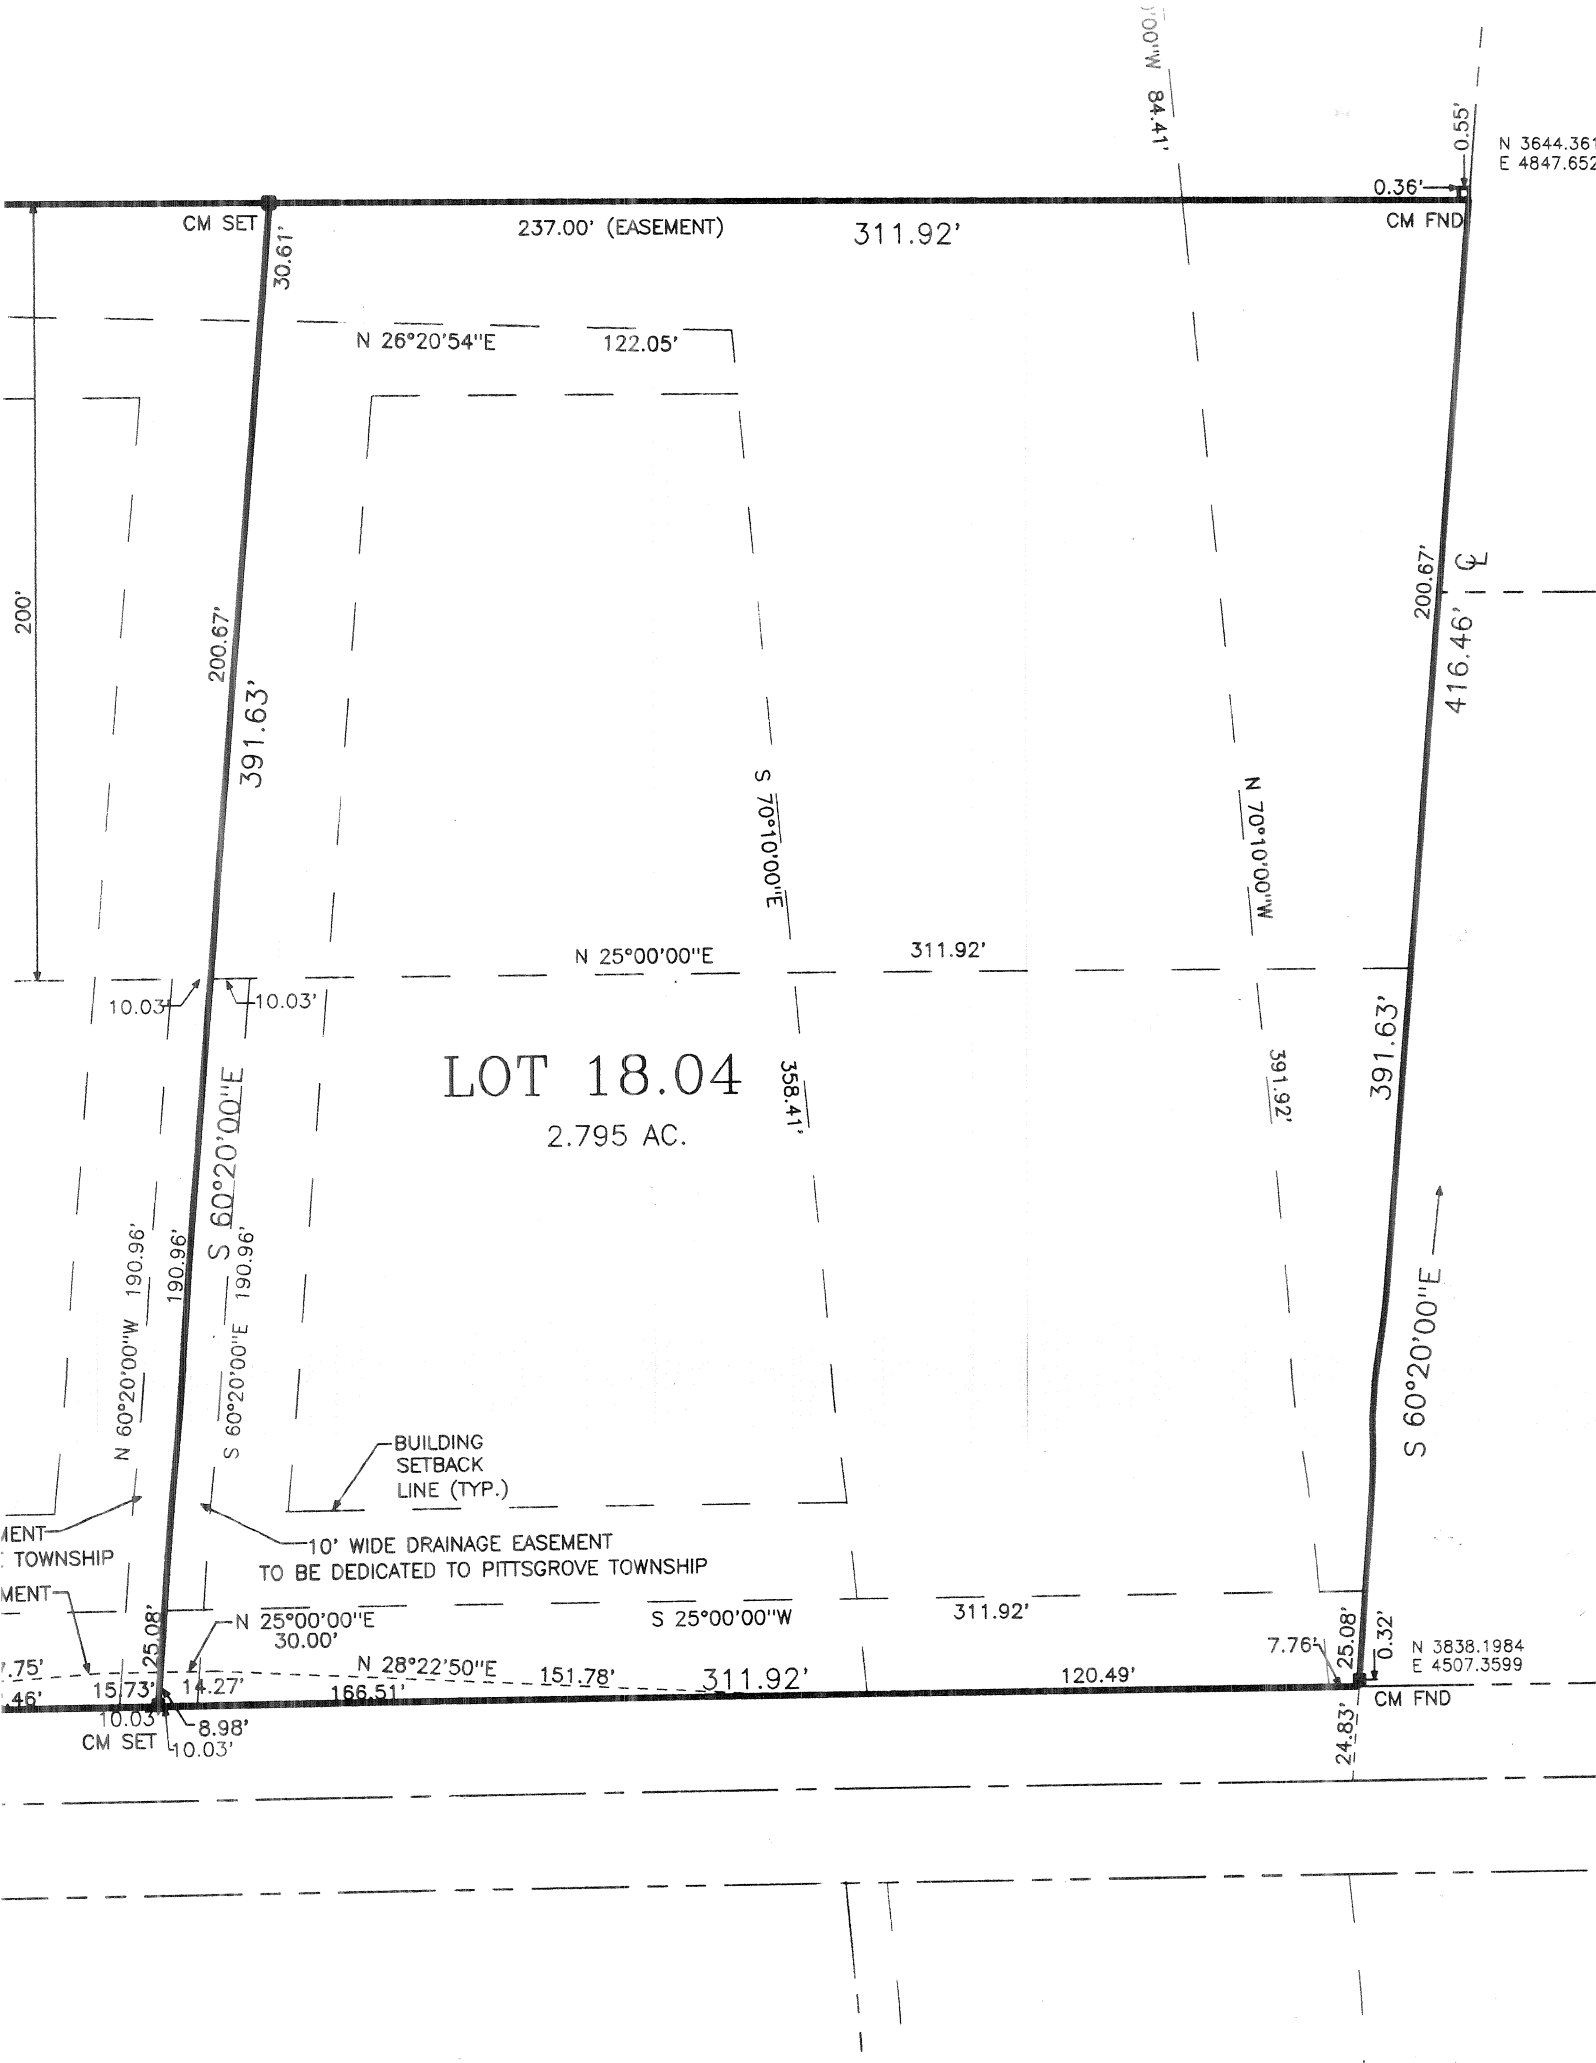 )'00"W 84.41'
0.55'
N 3644.361
E 4847.652
0.36'
CM SET
237.00' (EASEMENT)
311.92'
CM FND
30.61'
N 26°20'54"E 122.05'
200'
200.67'
391.63'
200.67'
℄
416.46'
S 70°10'00"E
N 70°10'00"W
N 25°00'00"E 311.92'
10.03'
10.03'
LOT 18.04
2.795 AC.
358.41'
391.92'
391.63'
S 60°20'00"E
N 60°20'00"W 190.96'
190.96'
S 60°20'00"E 190.96'
S 60°20'00"E
BUILDING
SETBACK
LINE (TYP.)
MENT
TOWNSHIP
MENT
10' WIDE DRAINAGE EASEMENT
TO BE DEDICATED TO PITTSGROVE TOWNSHIP
25.08'
N 25°00'00"E
30.00'
S 25°00'00"W 311.92'
7.76'
25.08'
0.32'
N 3838.1984
E 4507.3599
.75'
.46'
15.73'
14.27'
N 28°22'50"E 151.78'
166.51'
311.92'
120.49'
CM FND
10.03'
CM SET
8.98'
10.03'
24.83'